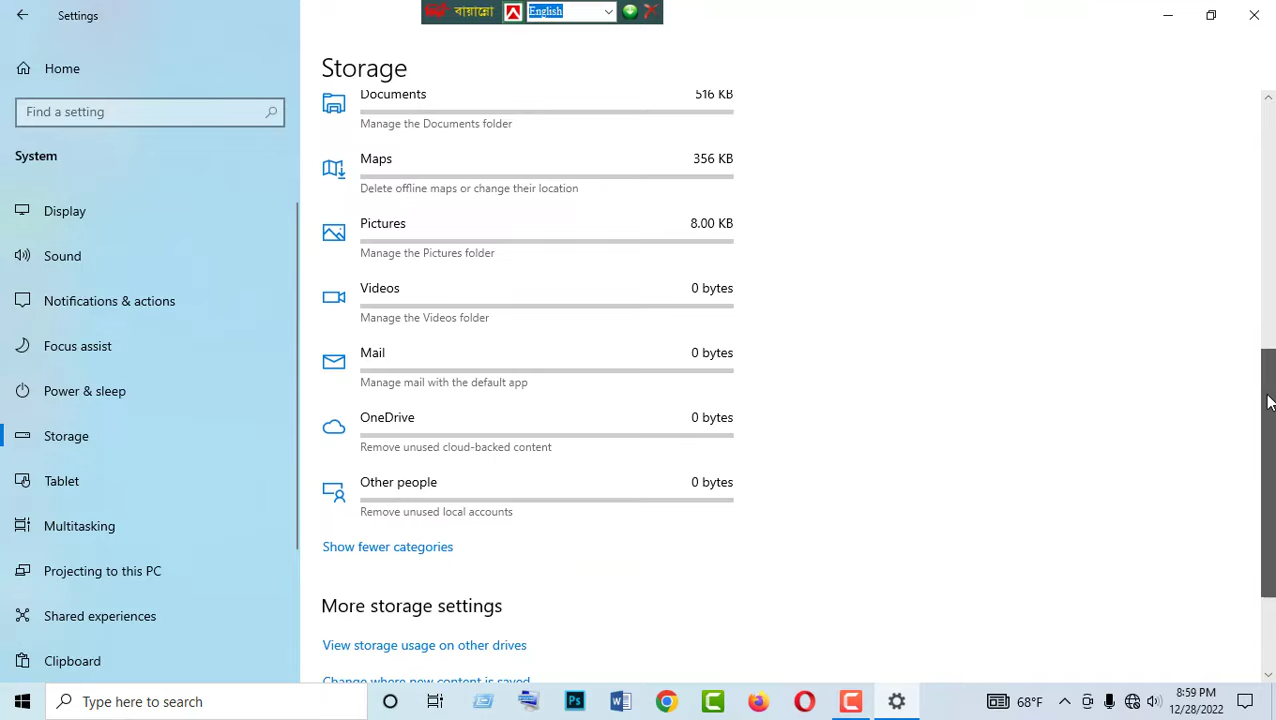 Settings
বায়ান্নো
English
Home
Find a setting
System
Display
Sound
Notifications & actions
Focus assist
Power & sleep
Storage
Tablet
Multitasking
Projecting to this PC
Shared experiences
Clipboard
Storage
Documents 516 KB
Manage the Documents folder
Maps 356 KB
Delete offline maps or change their location
Pictures 8.00 KB
Manage the Pictures folder
Videos 0 bytes
Manage the Videos folder
Mail 0 bytes
Manage mail with the default app
OneDrive 0 bytes
Remove unused cloud-backed content
Other people 0 bytes
Remove unused local accounts
Show fewer categories
More storage settings
View storage usage on other drives
Change where new content is saved
Type here to search
Ps
68°F
8:59 PM
12/28/2022